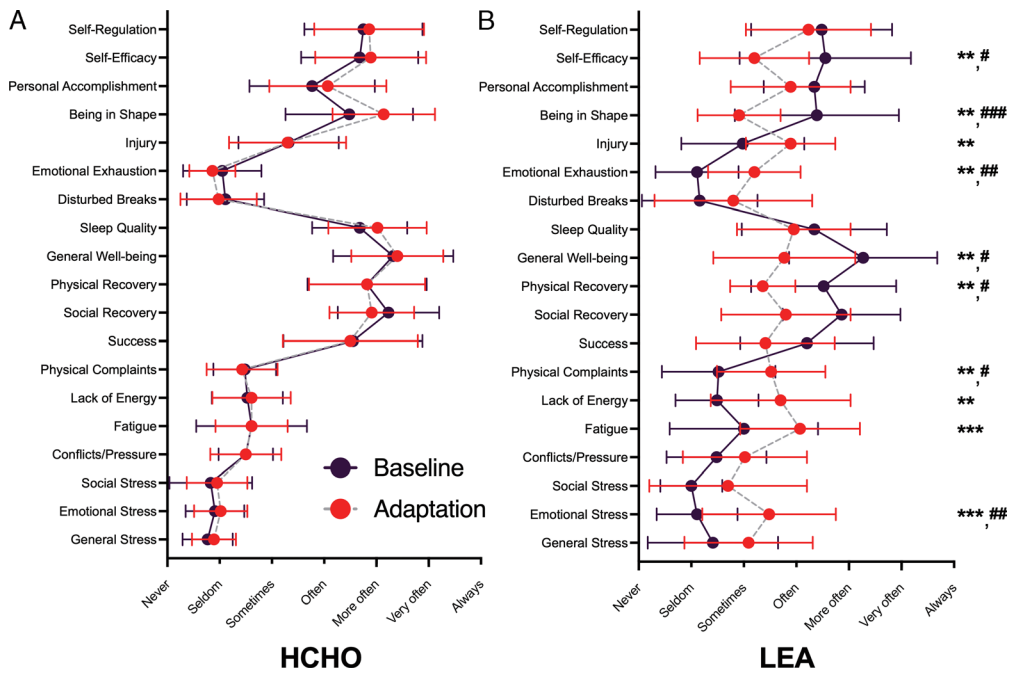 A
Self-Regulation
Self-Efficacy
Personal Accomplishment
Being in Shape
Injury
Emotional Exhaustion
Disturbed Breaks
Sleep Quality
General Well-being
Physical Recovery
Social Recovery
Success
Physical Complaints
Lack of Energy
Fatigue
Conflicts/Pressure
Social Stress
Emotional Stress
General Stress
Baseline
Adaptation
Never
Seldom
Sometimes
Often
More often
Very often
Always
HCHO
B
Self-Regulation
Self-Efficacy **,#
Personal Accomplishment
Being in Shape **,###
Injury **
Emotional Exhaustion **,##
Disturbed Breaks
Sleep Quality
General Well-being **,#
Physical Recovery **,#
Social Recovery
Success
Physical Complaints **,#
Lack of Energy **
Fatigue ***
Conflicts/Pressure
Social Stress
Emotional Stress ***,##
General Stress
Never
Seldom
Sometimes
Often
More often
Very often
Always
LEA